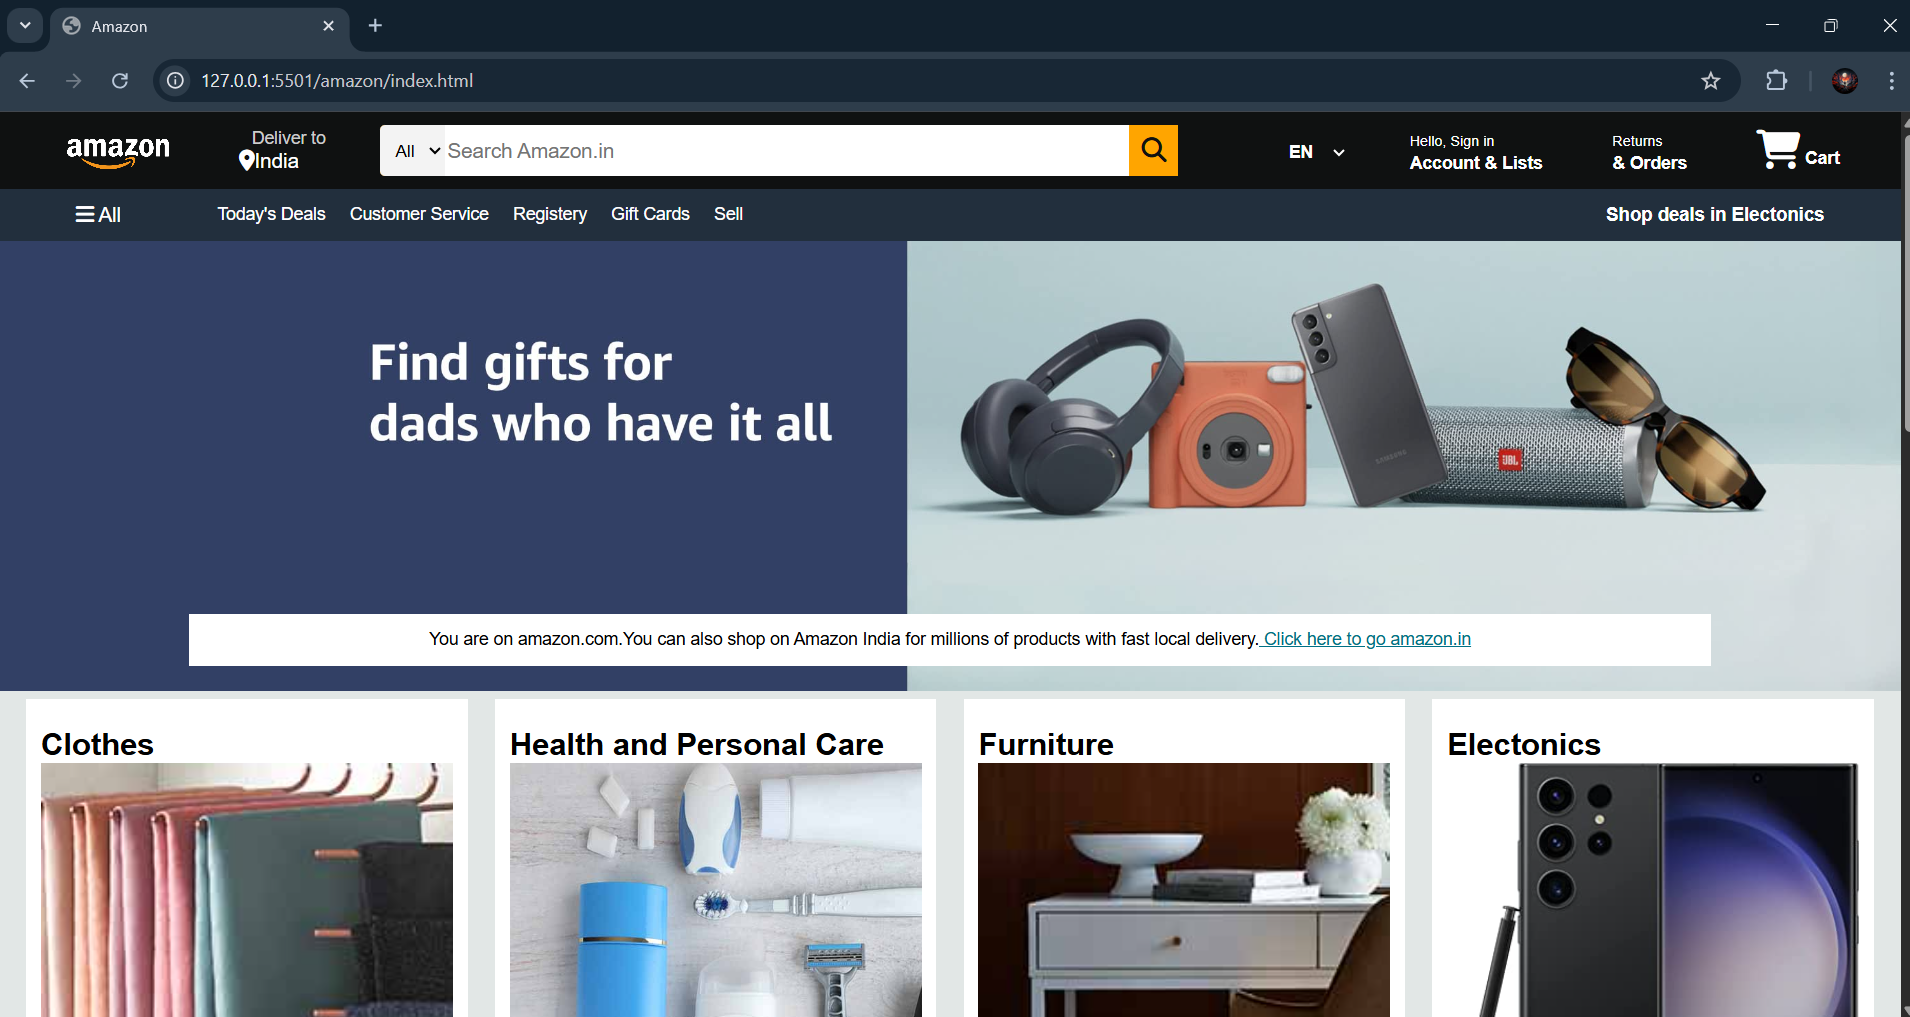 Amazon
127.0.0.1:5501/amazon/index.html
amazon
Deliver to
India
All
Search Amazon.in
EN
Hello, Sign in
Account & Lists
Returns
& Orders
Cart
All
Today's Deals
Customer Service
Registery
Gift Cards
Sell
Shop deals in Electonics
Find gifts for
dads who have it all
SAMSUNG
JBL
You are on amazon.com.You can also shop on Amazon India for millions of products with fast local delivery. Click here to go amazon.in
Clothes
Health and Personal Care
Furniture
Electonics